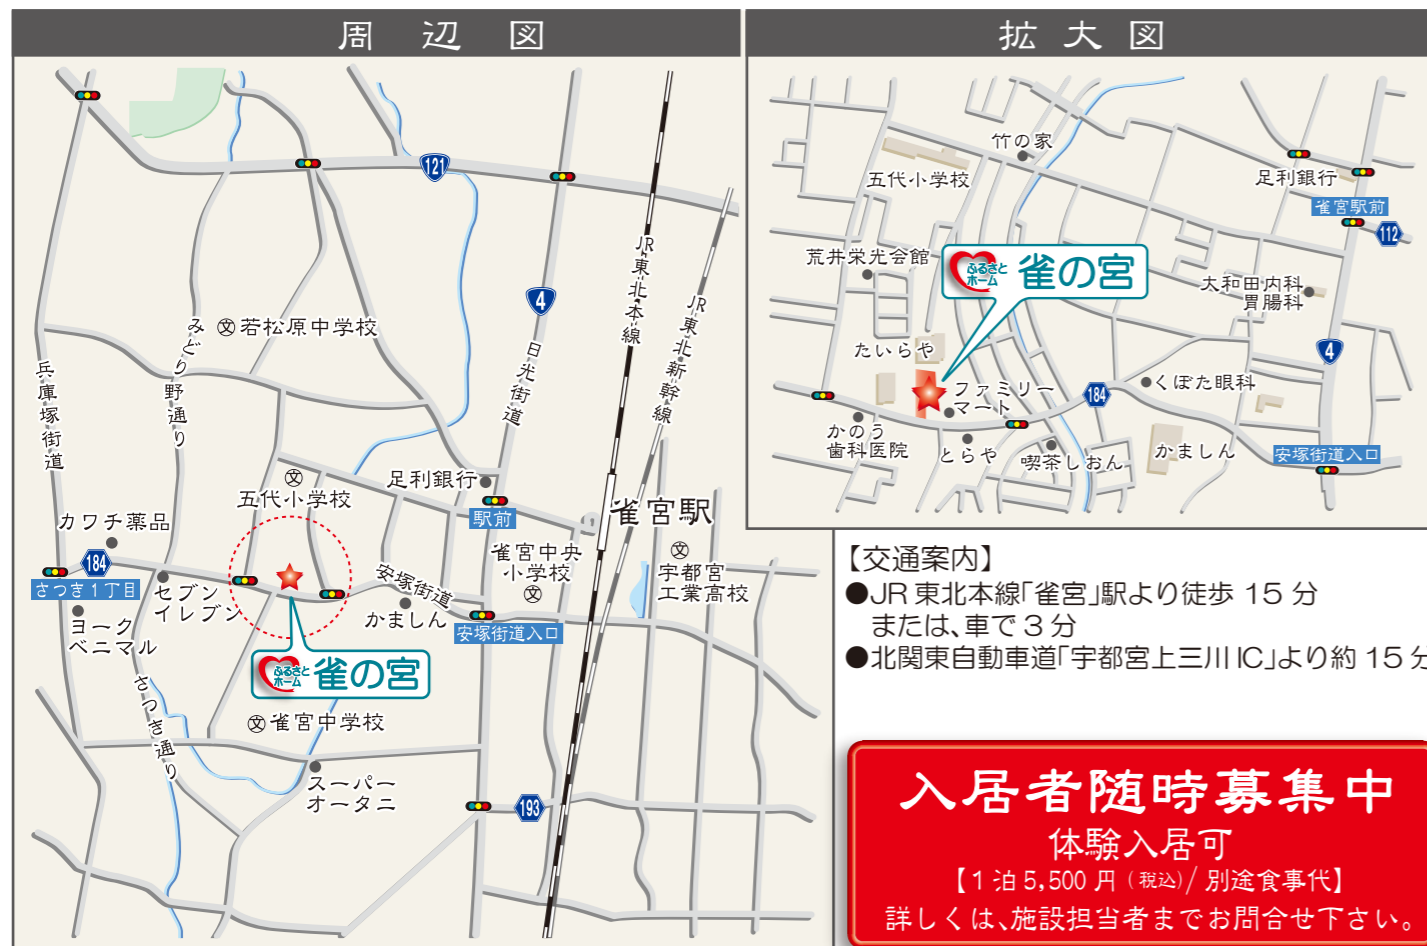 周辺図
121
JR東北本線
JR東北新幹線
4
日光街道
みどり野通り
文 若松原中学校
兵庫塚街道
文
五代小学校
足利銀行
駅前
雀宮駅
カワチ薬品
184
さつき1丁目
セブン
イレブン
ヨーク
ベニマル
安塚街道
かましん
雀宮中央
小学校
文
安塚街道入口
文
宇都宮
工業高校
ふるさと
ホーム
雀の宮
文 雀宮中学校
さつき通り
スーパー
オータニ
193
拡大図
竹の家
五代小学校
足利銀行
雀宮駅前
112
荒井栄光会館
ふるさと
ホーム
雀の宮
大和田内科
胃腸科
たいらや
4
ファミリー
マート
184
くぼた眼科
かのう
歯科医院
とらや
喫茶しおん
かましん
安塚街道入口
【交通案内】
●JR東北本線「雀宮」駅より徒歩 15 分
または、車で 3 分
●北関東自動車道「宇都宮上三川IC」より約 15 分
入居者随時募集中
体験入居可
【1泊 5,500 円（税込）/ 別途食事代】
詳しくは、施設担当者までお問合せ下さい。